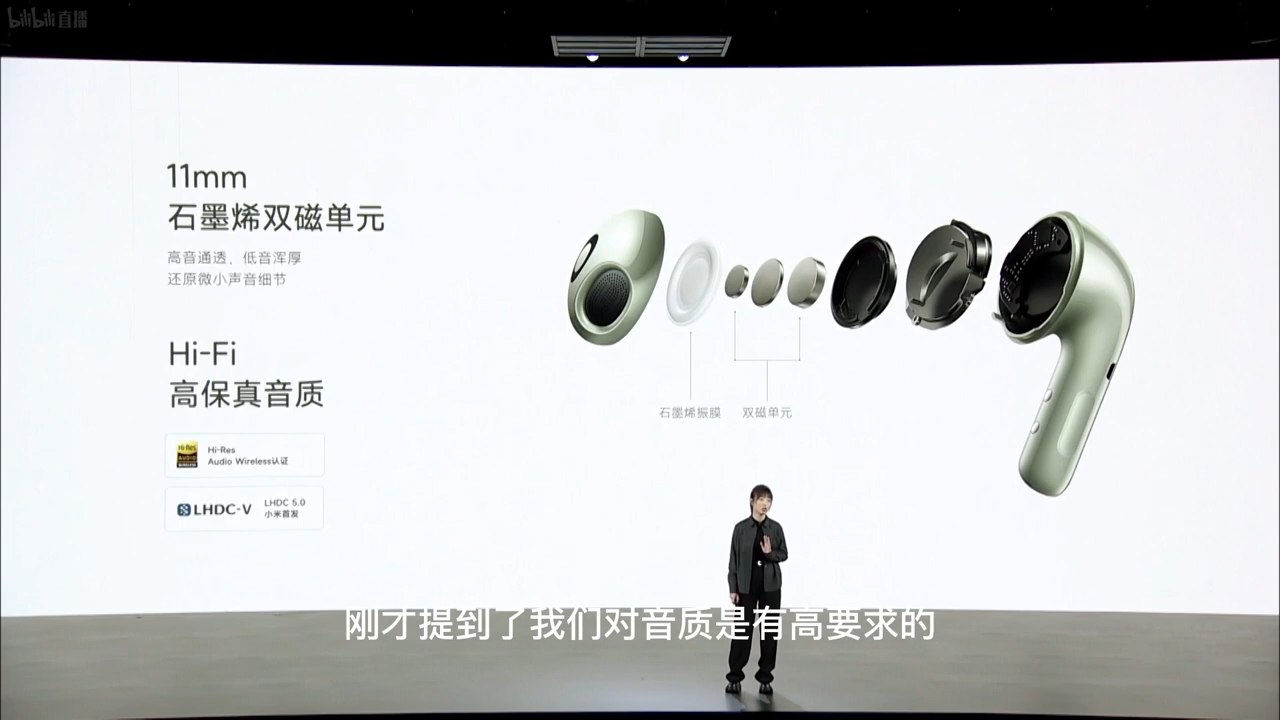 bilibili直播
11mm
石墨烯双磁单元
高音通透，低音浑厚
还原微小声音细节
Hi-Fi
高保真音质
Hi-Res
AUDIO
WIRELESS
Hi-Res
Audio Wireless认证
LHDC-V
LHDC 5.0
小米首发
石墨烯振膜
双磁单元
刚才提到了我们对音质是有高要求的